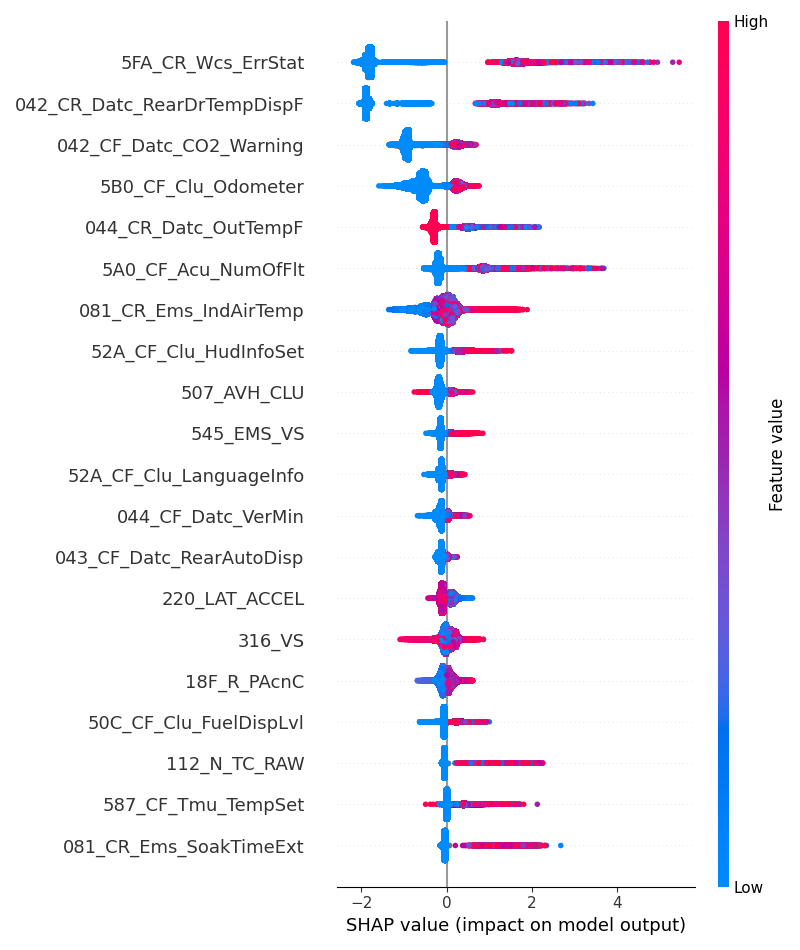 High
5FA_CR_Wcs_ErrStat
042_CR_Datc_RearDrTempDispF
042_CF_Datc_CO2_Warning
5B0_CF_Clu_Odometer
044_CR_Datc_OutTempF
5A0_CF_Acu_NumOfFlt
081_CR_Ems_IndAirTemp
52A_CF_Clu_HudInfoSet
507_AVH_CLU
545_EMS_VS
52A_CF_Clu_LanguageInfo
044_CF_Datc_VerMin
043_CF_Datc_RearAutoDisp
220_LAT_ACCEL
316_VS
18F_R_PAcnC
50C_CF_Clu_FuelDispLvl
112_N_TC_RAW
587_CF_Tmu_TempSet
081_CR_Ems_SoakTimeExt
Feature value
Low
−2 0 2 4
SHAP value (impact on model output)